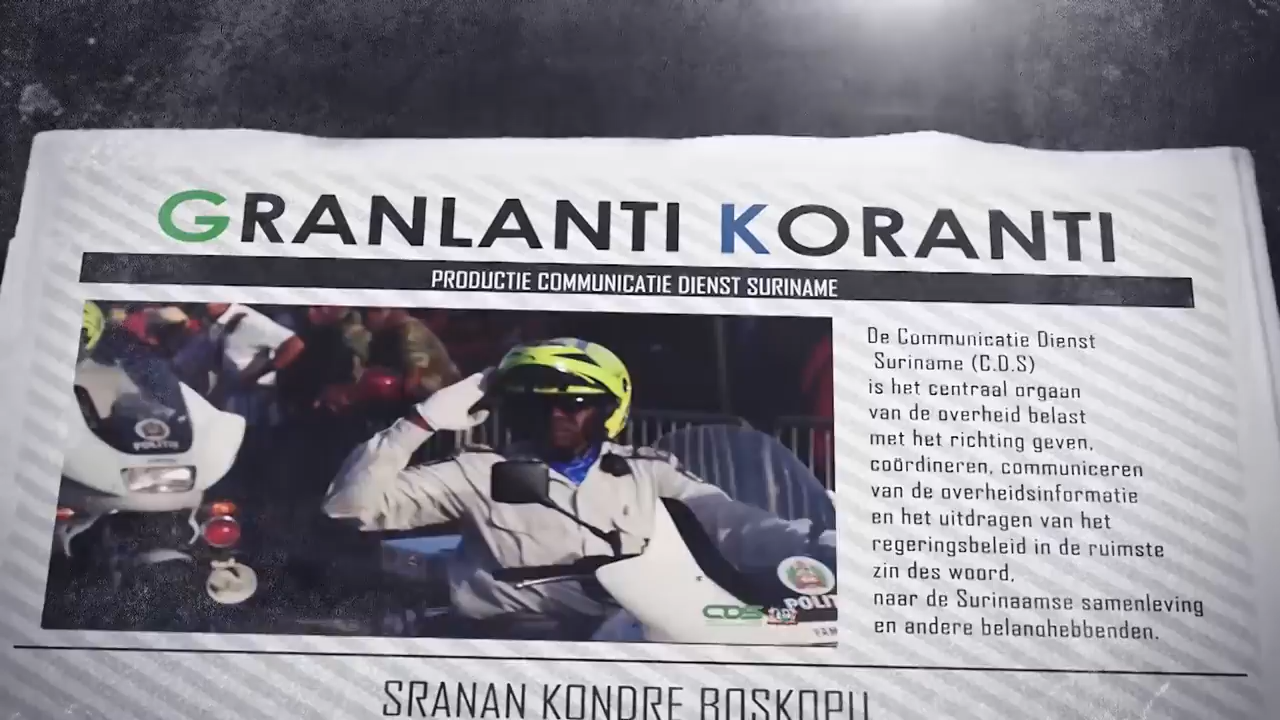 GRANLANTI KORANTI
PRODUCTIE COMMUNICATIE DIENST SURINAME
De Communicatie Dienst
Suriname (C.D.S)
is het centraal orgaan
van de overheid belast
met het richting geven,
coördineren, communiceren
van de overheidsinformatie
en het uitdragen van het
regeringsbeleid in de ruimste
zin des woord,
naar de Surinaamse samenleving
en andere belanghebbenden.
POLITIE
CDS
POLIT
YAM
SRANAN KONDRE BOSKOPU